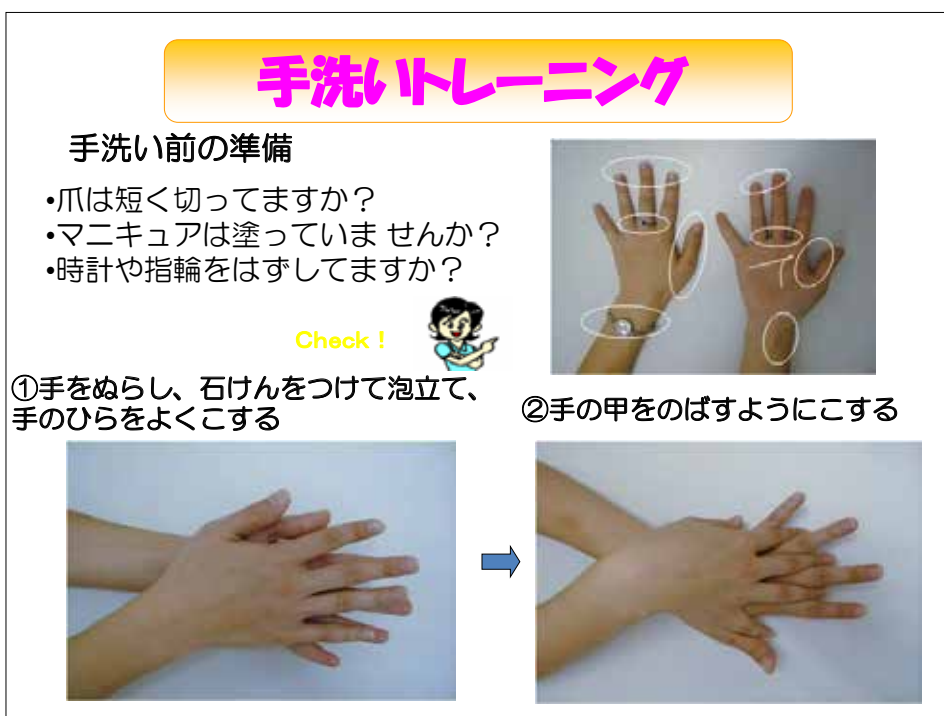 手洗いトレーニング
手洗い前の準備
•爪は短く切ってますか？
•マニキュアは塗っていま せんか？
•時計や指輪をはずしてますか？
Check！
①手をぬらし、石けんをつけて泡立て、
手のひらをよくこする
②手の甲をのばすようにこする